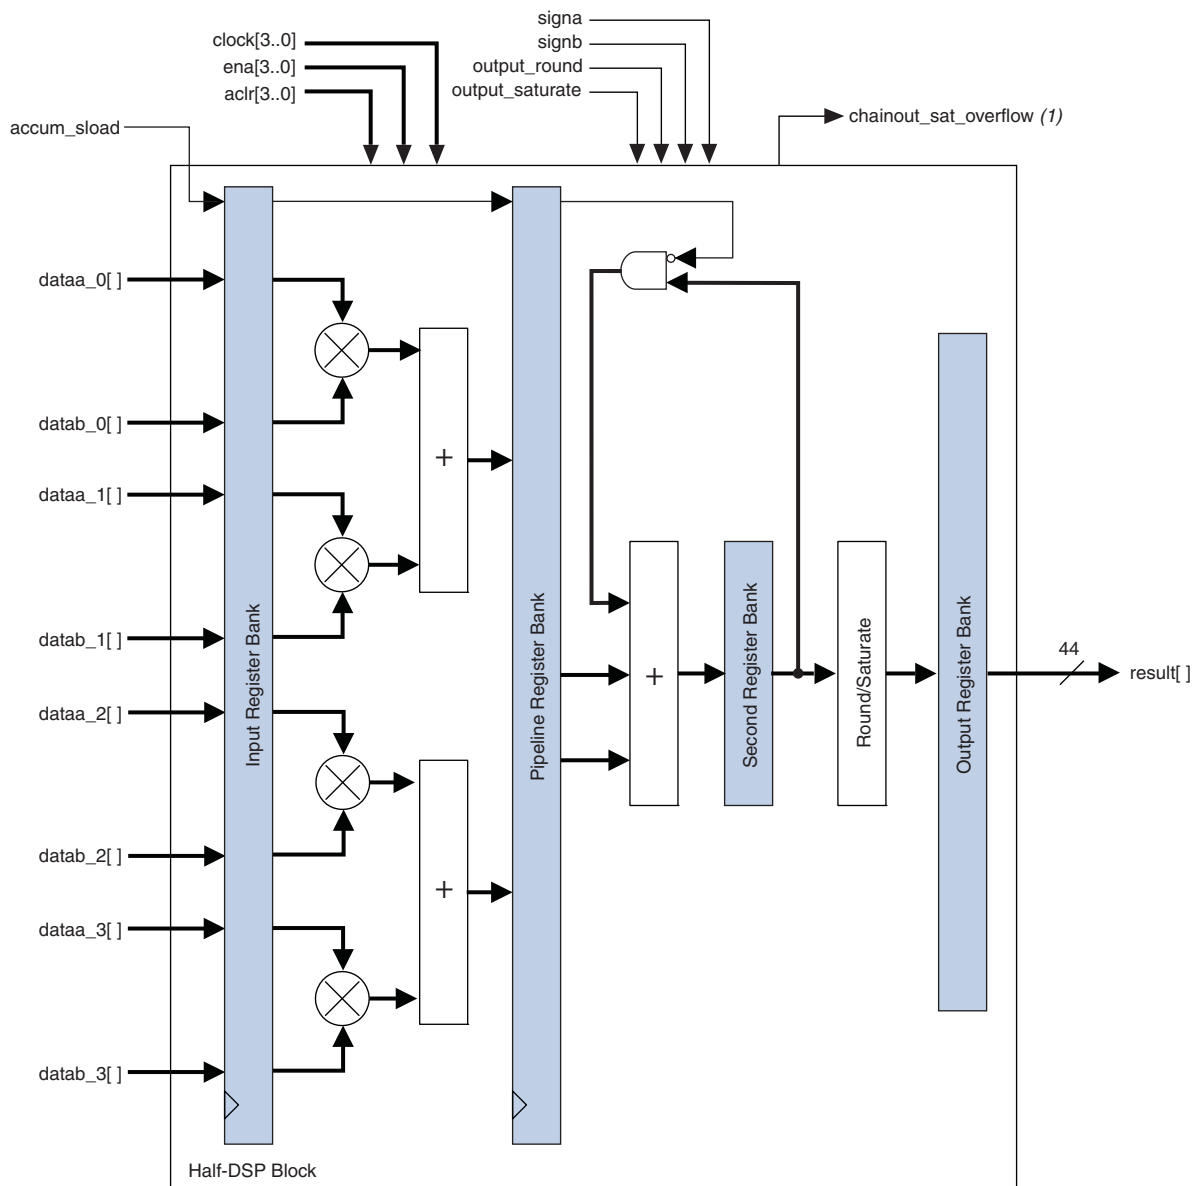 signa
signb
output_round
output_saturate
clock[3..0]
ena[3..0]
aclr[3..0]
chainout_sat_overflow (1)
accum_sload
dataa_0[ ]
datab_0[ ]
dataa_1[ ]
datab_1[ ]
dataa_2[ ]
datab_2[ ]
dataa_3[ ]
datab_3[ ]
Input Register Bank
+
+
Pipeline Register Bank
+
Second Register Bank
Round/Saturate
Output Register Bank
44
result[ ]
Half-DSP Block